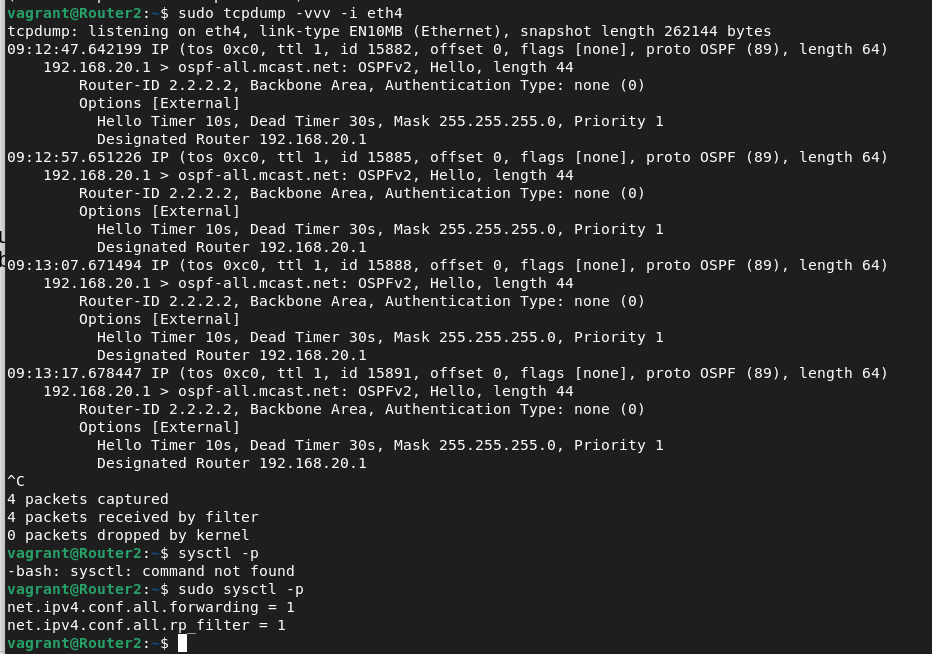 vagrant@Router2:~$ sudo tcpdump -vvv -i eth4
tcpdump: listening on eth4, link-type EN10MB (Ethernet), snapshot length 262144 bytes
09:12:47.642199 IP (tos 0xc0, ttl 1, id 15882, offset 0, flags [none], proto OSPF (89), length 64)
    192.168.20.1 > ospf-all.mcast.net: OSPFv2, Hello, length 44
        Router-ID 2.2.2.2, Backbone Area, Authentication Type: none (0)
        Options [External]
          Hello Timer 10s, Dead Timer 30s, Mask 255.255.255.0, Priority 1
          Designated Router 192.168.20.1
09:12:57.651226 IP (tos 0xc0, ttl 1, id 15885, offset 0, flags [none], proto OSPF (89), length 64)
    192.168.20.1 > ospf-all.mcast.net: OSPFv2, Hello, length 44
        Router-ID 2.2.2.2, Backbone Area, Authentication Type: none (0)
        Options [External]
          Hello Timer 10s, Dead Timer 30s, Mask 255.255.255.0, Priority 1
          Designated Router 192.168.20.1
09:13:07.671494 IP (tos 0xc0, ttl 1, id 15888, offset 0, flags [none], proto OSPF (89), length 64)
    192.168.20.1 > ospf-all.mcast.net: OSPFv2, Hello, length 44
        Router-ID 2.2.2.2, Backbone Area, Authentication Type: none (0)
        Options [External]
          Hello Timer 10s, Dead Timer 30s, Mask 255.255.255.0, Priority 1
          Designated Router 192.168.20.1
09:13:17.678447 IP (tos 0xc0, ttl 1, id 15891, offset 0, flags [none], proto OSPF (89), length 64)
    192.168.20.1 > ospf-all.mcast.net: OSPFv2, Hello, length 44
        Router-ID 2.2.2.2, Backbone Area, Authentication Type: none (0)
        Options [External]
          Hello Timer 10s, Dead Timer 30s, Mask 255.255.255.0, Priority 1
          Designated Router 192.168.20.1
^C
4 packets captured
4 packets received by filter
0 packets dropped by kernel
vagrant@Router2:~$ sysctl -p
-bash: sysctl: command not found
vagrant@Router2:~$ sudo sysctl -p
net.ipv4.conf.all.forwarding = 1
net.ipv4.conf.all.rp_filter = 1
vagrant@Router2:~$